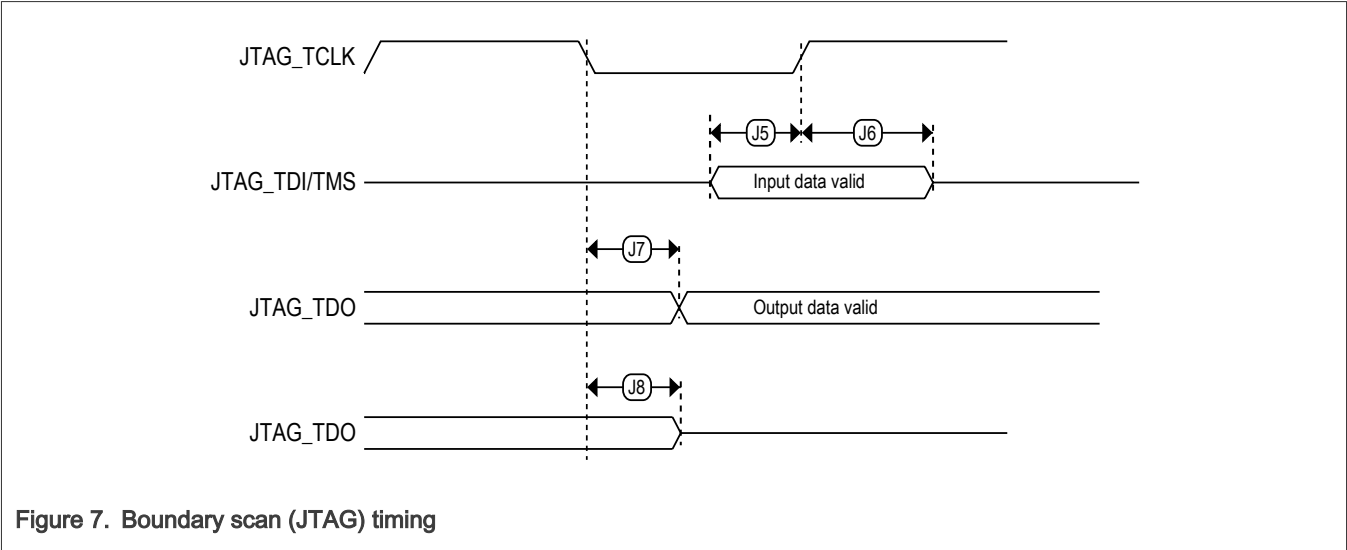 JTAG_TCLK
J5
J6
JTAG_TDI/TMS
Input data valid
J7
JTAG_TDO
Output data valid
J8
JTAG_TDO
Figure 7. Boundary scan (JTAG) timing